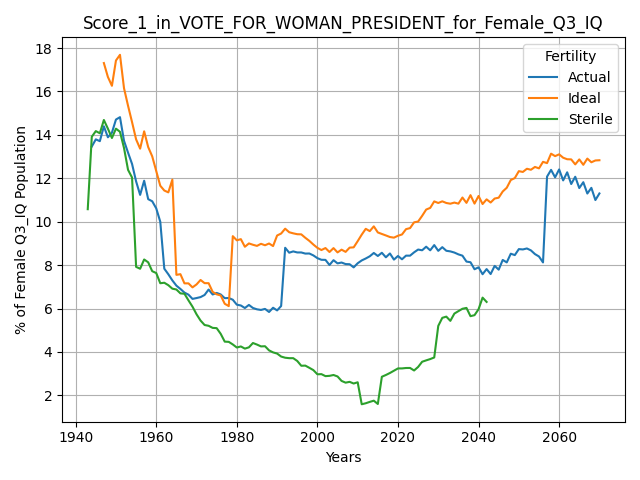 Score_1_in_VOTE_FOR_WOMAN_PRESIDENT_for_Female_Q3_IQ
Fertility
Actual
Ideal
Sterile
% of Female Q3_IQ Population
18
16
14
12
10
8
6
4
2
1940
1960
1980
2000
2020
2040
2060
Years